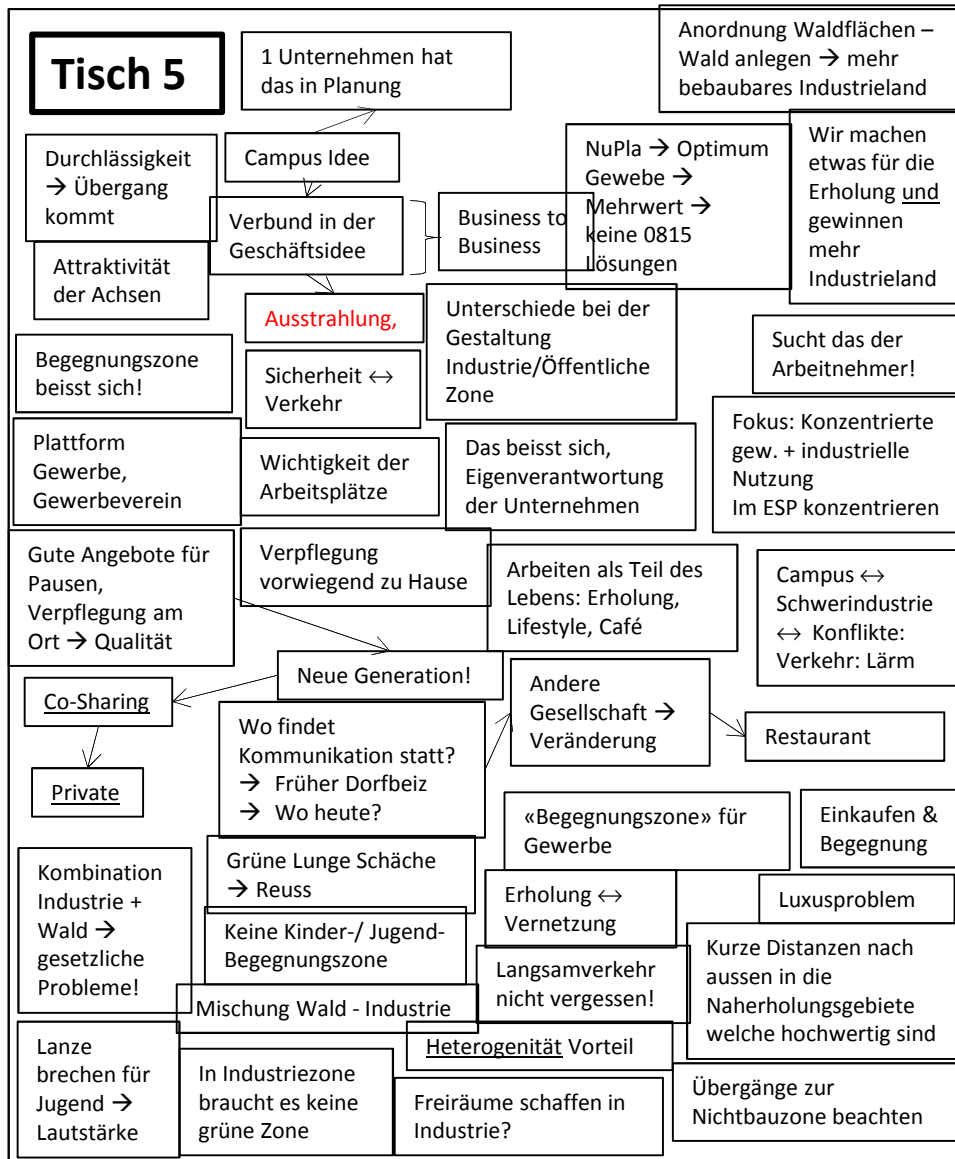 Tisch 5
1 Unternehmen hat
das in Planung
Anordnung Waldflächen –
Wald anlegen → mehr
bebaubares Industrieland
Durchlässigkeit
→ Übergang
kommt
Campus Idee
NuPla → Optimum
Gewebe →
Mehrwert →
keine 0815
Lösungen
Wir machen
etwas für die
Erholung und
gewinnen
mehr
Industrieland
Verbund in der
Geschäftsidee
Business to
Business
Attraktivität
der Achsen
Ausstrahlung,
Unterschiede bei der
Gestaltung
Industrie/Öffentliche
Zone
Sucht das der
Arbeitnehmer!
Begegnungszone
beisst sich!
Sicherheit ↔
Verkehr
Plattform
Gewerbe,
Gewerbeverein
Wichtigkeit der
Arbeitsplätze
Das beisst sich,
Eigenverantwortung
der Unternehmen
Fokus: Konzentrierte
gew. + industrielle
Nutzung
Im ESP konzentrieren
Gute Angebote für
Pausen,
Verpflegung am
Ort → Qualität
Verpflegung
vorwiegend zu Hause
Arbeiten als Teil des
Lebens: Erholung,
Lifestyle, Café
Campus ↔
Schwerindustrie
↔ Konflikte:
Verkehr: Lärm
Neue Generation!
Co-Sharing
Andere
Gesellschaft →
Veränderung
Restaurant
Wo findet
Kommunikation statt?
→ Früher Dorfbeiz
→ Wo heute?
Private
«Begegnungszone» für
Gewerbe
Einkaufen &
Begegnung
Kombination
Industrie +
Wald →
gesetzliche
Probleme!
Grüne Lunge Schäche
→ Reuss
Erholung ↔
Vernetzung
Luxusproblem
Keine Kinder-/ Jugend-
Begegnungszone
Langsamverkehr
nicht vergessen!
Kurze Distanzen nach
aussen in die
Naherholungsgebiete
welche hochwertig sind
Mischung Wald - Industrie
Heterogenität Vorteil
Lanze
brechen für
Jugend →
Lautstärke
In Industriezone
braucht es keine
grüne Zone
Freiräume schaffen in
Industrie?
Übergänge zur
Nichtbauzone beachten